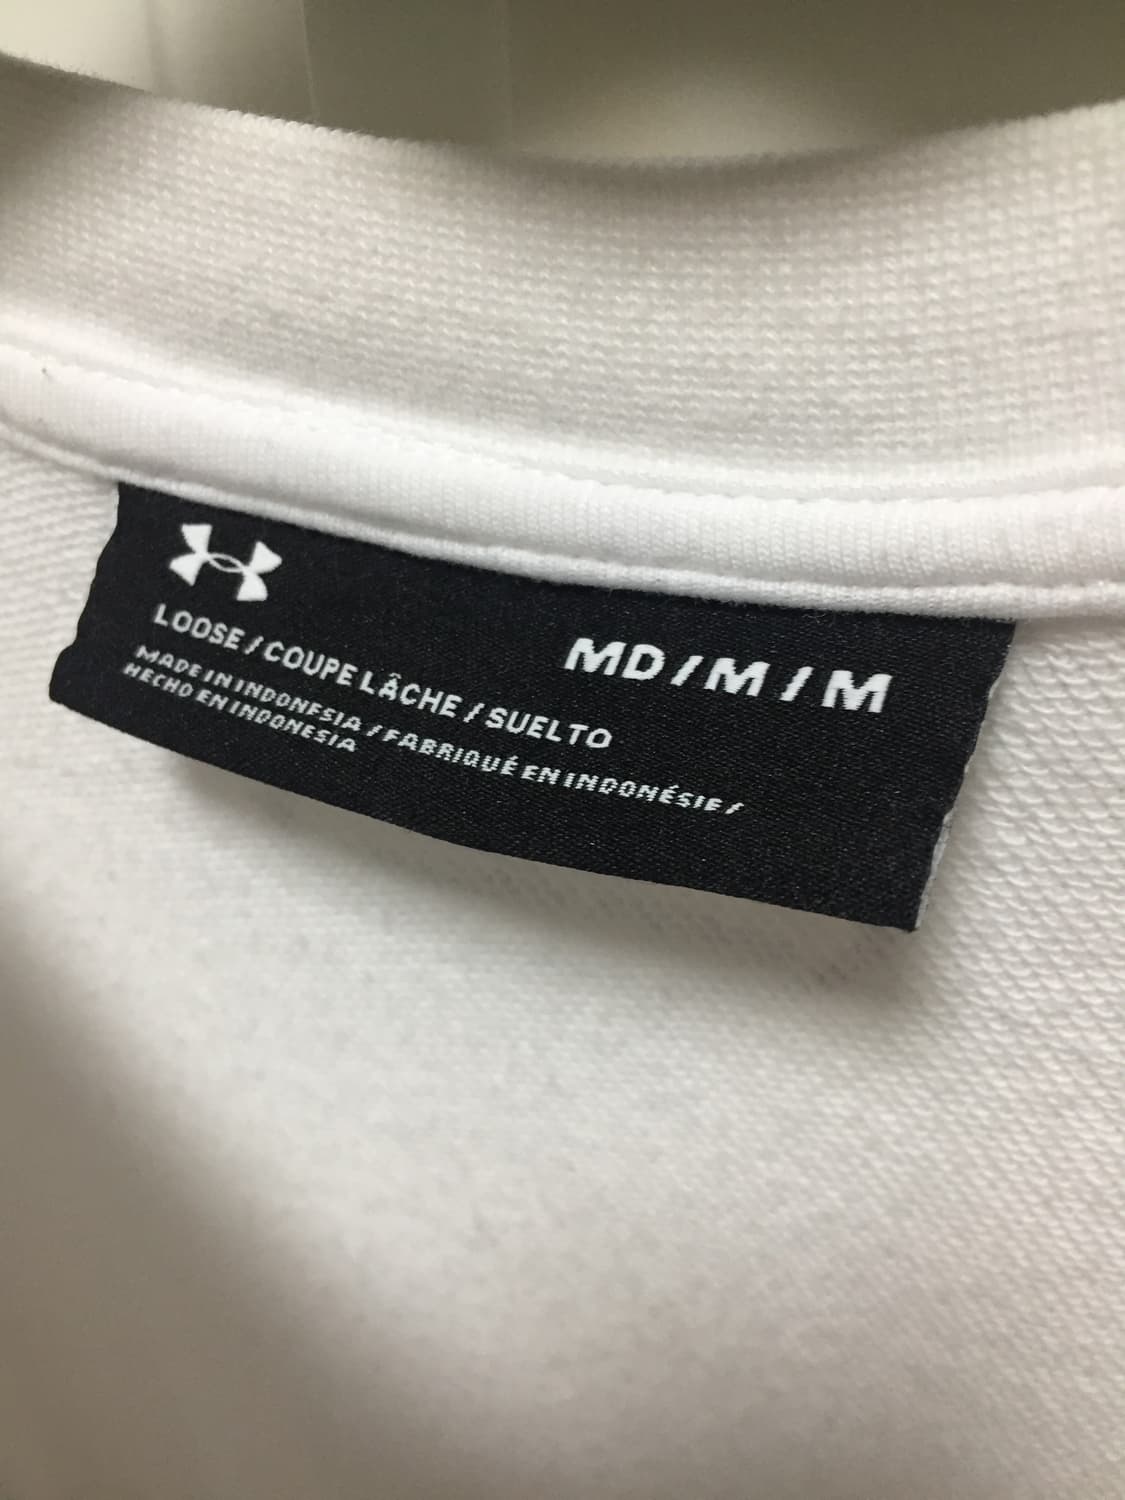 MD / M / M
LOOSE / COUPE LÂCHE / SUELTO
MADE IN INDONESIA / FABRIQUÉ EN INDONÉSIE /
HECHO EN INDONESIA